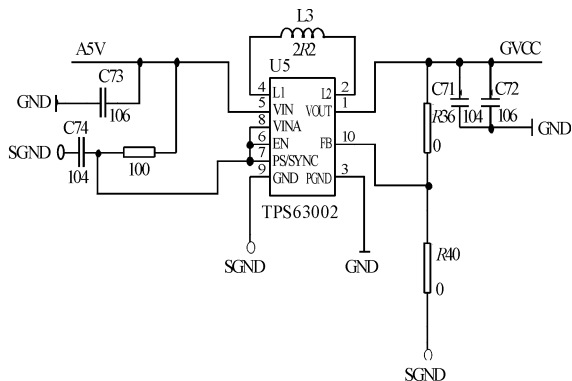 L3
2R2
A5V
U5
GVCC
C73
GND
106
4 L1 L2 2
5 VIN VOUT 1
8 VINA
6 EN FB 10
7 PS/SYNC
9 GND PGND 3
TPS63002
C71
104
C72
106
GND
R36
0
C74
SGND
104
100
SGND
GND
R40
0
SGND